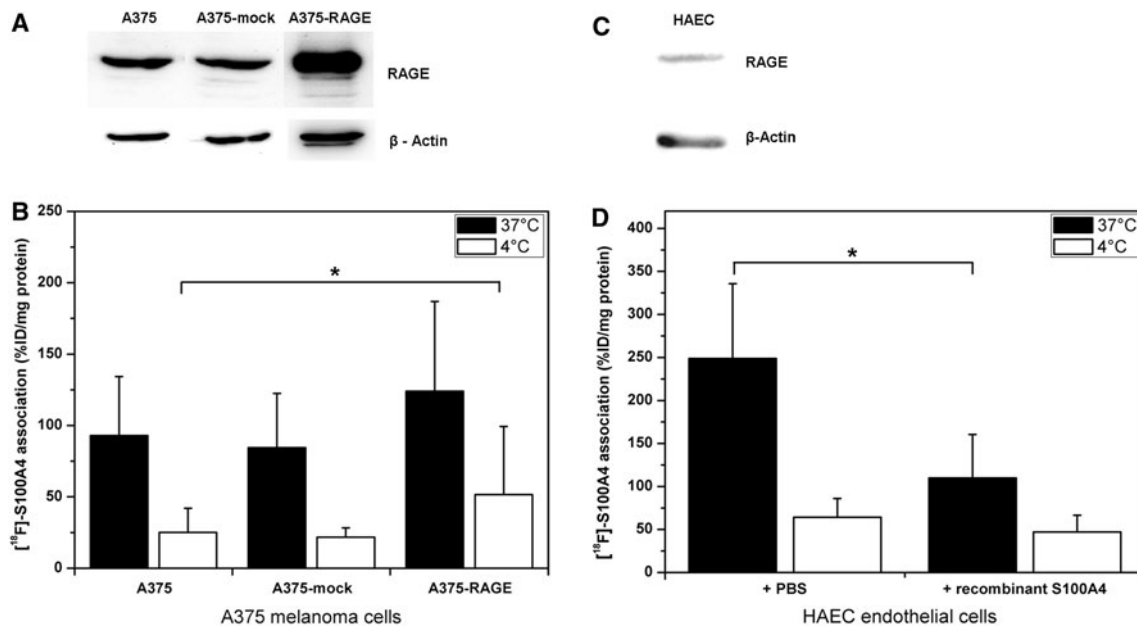 A
A375 A375-mock A375-RAGE
RAGE
β - Actin
C
HAEC
RAGE
β-Actin
B
[¹⁸F]-S100A4 association (%ID/mg protein)
250
200
150
100
50
0
37°C
4°C
*
A375 A375-mock A375-RAGE
A375 melanoma cells
D
[¹⁸F]-S100A4 association (%ID/mg protein)
400
350
300
250
200
150
100
50
0
37°C
4°C
*
+ PBS + recombinant S100A4
HAEC endothelial cells